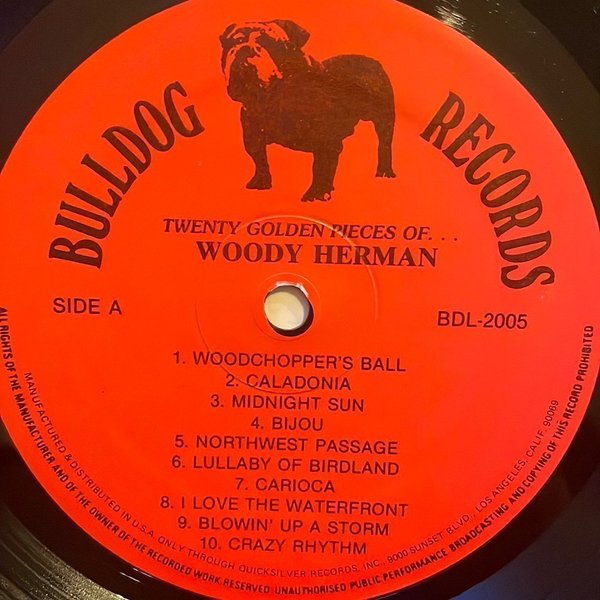 BULLDOG RECORDS
TWENTY GOLDEN PIECES OF. . .
WOODY HERMAN
SIDE A
BDL-2005
1. WOODCHOPPER'S BALL
2. CALADONIA
3. MIDNIGHT SUN
4. BIJOU
5. NORTHWEST PASSAGE
6. LULLABY OF BIRDLAND
7. CARIOCA
8. I LOVE THE WATERFRONT
9. BLOWIN' UP A STORM
10. CRAZY RHYTHM
MANUFACTURED & DISTRIBUTED IN U.S.A. ONLY THROUGH QUICKSILVER RECORDS, INC., 9000 SUNSET BLVD., LOS ANGELES, CALIF. 90069
ALL RIGHTS OF THE MANUFACTURER AND OF THE OWNER OF THE RECORDED WORK RESERVED. UNAUTHORISED PUBLIC PERFORMANCE BROADCASTING AND COPYING OF THIS RECORD PROHIBITED